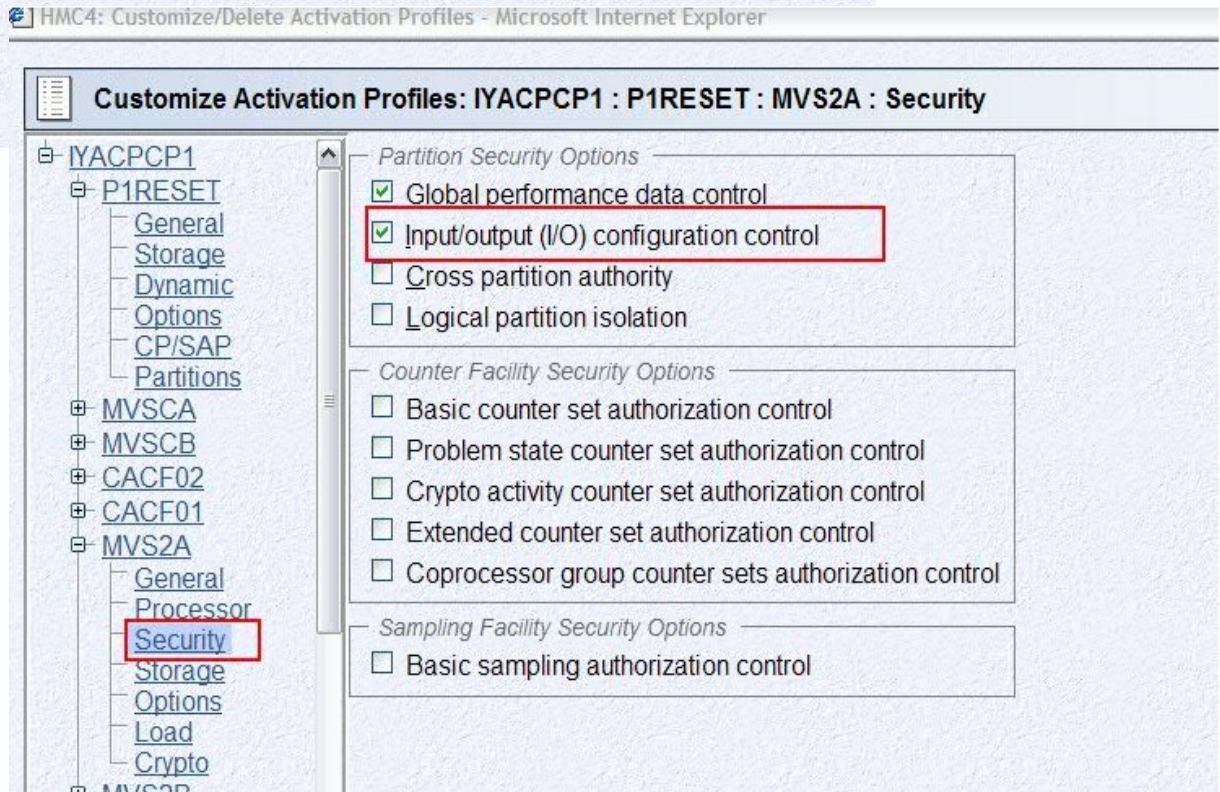 HMC4: Customize/Delete Activation Profiles - Microsoft Internet Explorer
Customize Activation Profiles: IYACPCP1 : P1RESET : MVS2A : Security
IYACPCP1
P1RESET
General
Storage
Dynamic
Options
CP/SAP
Partitions
MVSCA
MVSCB
CACF02
CACF01
MVS2A
General
Processor
Security
Storage
Options
Load
Crypto
MVS2B
Partition Security Options
Global performance data control
Input/output (I/O) configuration control
Cross partition authority
Logical partition isolation
Counter Facility Security Options
Basic counter set authorization control
Problem state counter set authorization control
Crypto activity counter set authorization control
Extended counter set authorization control
Coprocessor group counter sets authorization control
Sampling Facility Security Options
Basic sampling authorization control